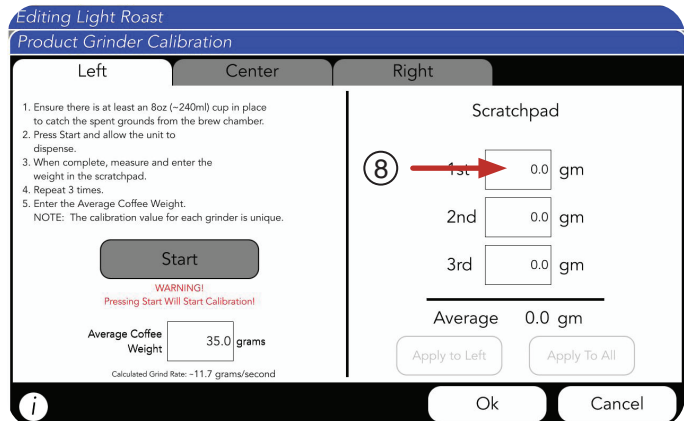 Editing Light Roast
Product Grinder Calibration
Left
Center
Right
1. Ensure there is at least an 8oz (~240ml) cup in place
to catch the spent grounds from the brew chamber.
2. Press Start and allow the unit to
dispense.
3. When complete, measure and enter the
weight in the scratchpad.
4. Repeat 3 times.
5. Enter the Average Coffee Weight.
NOTE: The calibration value for each grinder is unique.
Start
WARNING!
Pressing Start Will Start Calibration!
Average Coffee
Weight
35.0 grams
Calculated Grind Rate: ~11.7 grams/second
Scratchpad
8
1st 0.0 gm
2nd 0.0 gm
3rd 0.0 gm
Average 0.0 gm
Apply to Left
Apply To All
i
Ok
Cancel